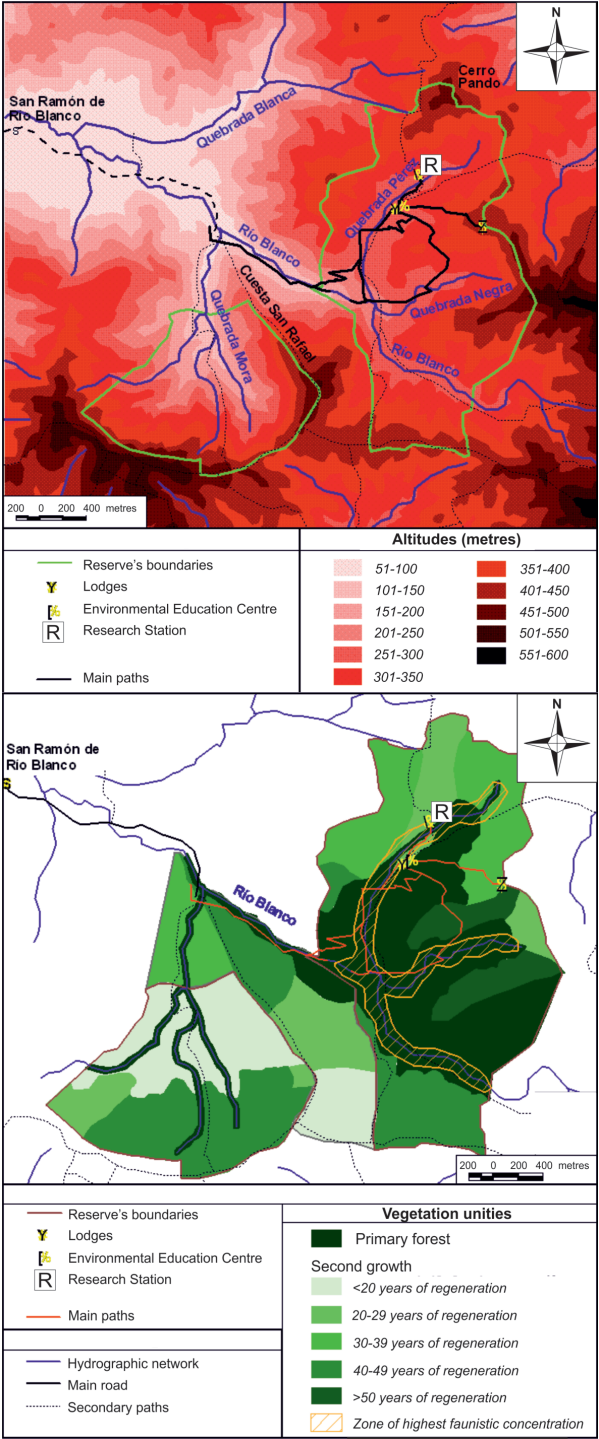 N
Cerro
Pando
San Ramón de
Río Blanco
S
Quebrada Blanca
R
Quebrada Pérez
Y
Río Blanco
Cuesta San Rafael
Quebrada Negra
Quebrada Mora
Río Blanco
200 0 200 400 metres
Reserve's boundaries
Y Lodges
Environmental Education Centre
R Research Station
Main paths
Altitudes (metres)
51-100
101-150
151-200
201-250
251-300
301-350
351-400
401-450
451-500
501-550
551-600
N
San Ramón de
Río Blanco
S
R
Y
Z
Río Blanco
200 0 200 400 metres
Reserve's boundaries
Y Lodges
Environmental Education Centre
R Research Station
Main paths
Hydrographic network
Main road
Secondary paths
Vegetation unities
Primary forest
Second growth
<20 years of regeneration
20-29 years of regeneration
30-39 years of regeneration
40-49 years of regeneration
>50 years of regeneration
Zone of highest faunistic concentration